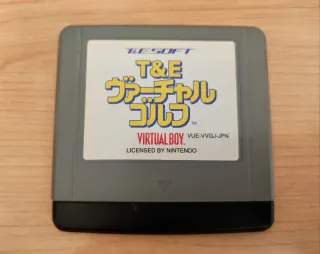 T&E SOFT
T&E
ヴァーチャル
ゴルフ
VIRTUAL BOY VUE-VVGJ-JPN
LICENSED BY NINTENDO